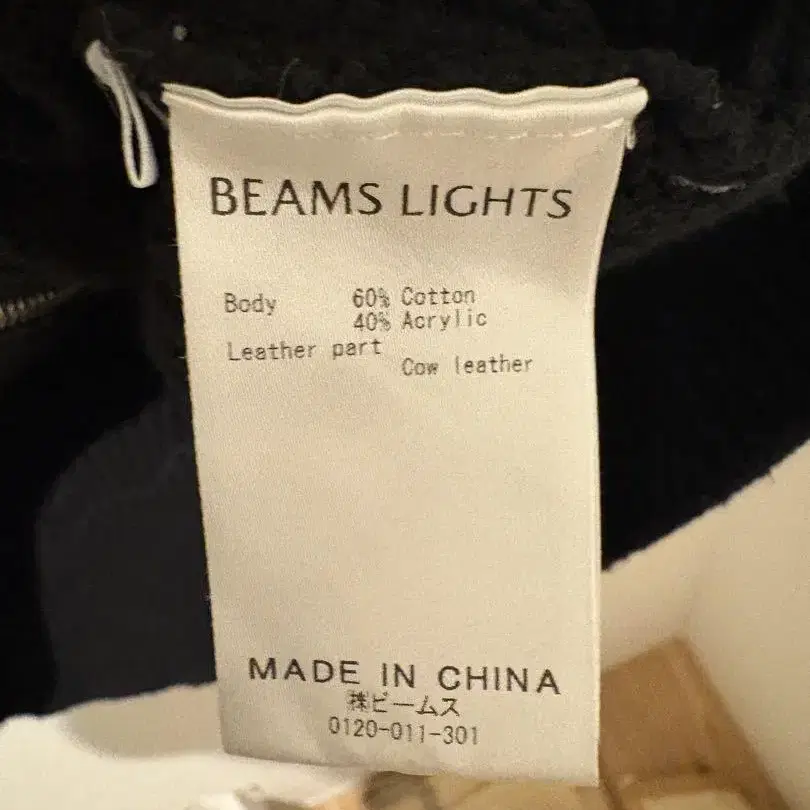 BEAMS LIGHTS
Body 60% Cotton
40% Acrylic
Leather part
Cow leather
MADE IN CHINA
㈱ビームス
0120-011-301